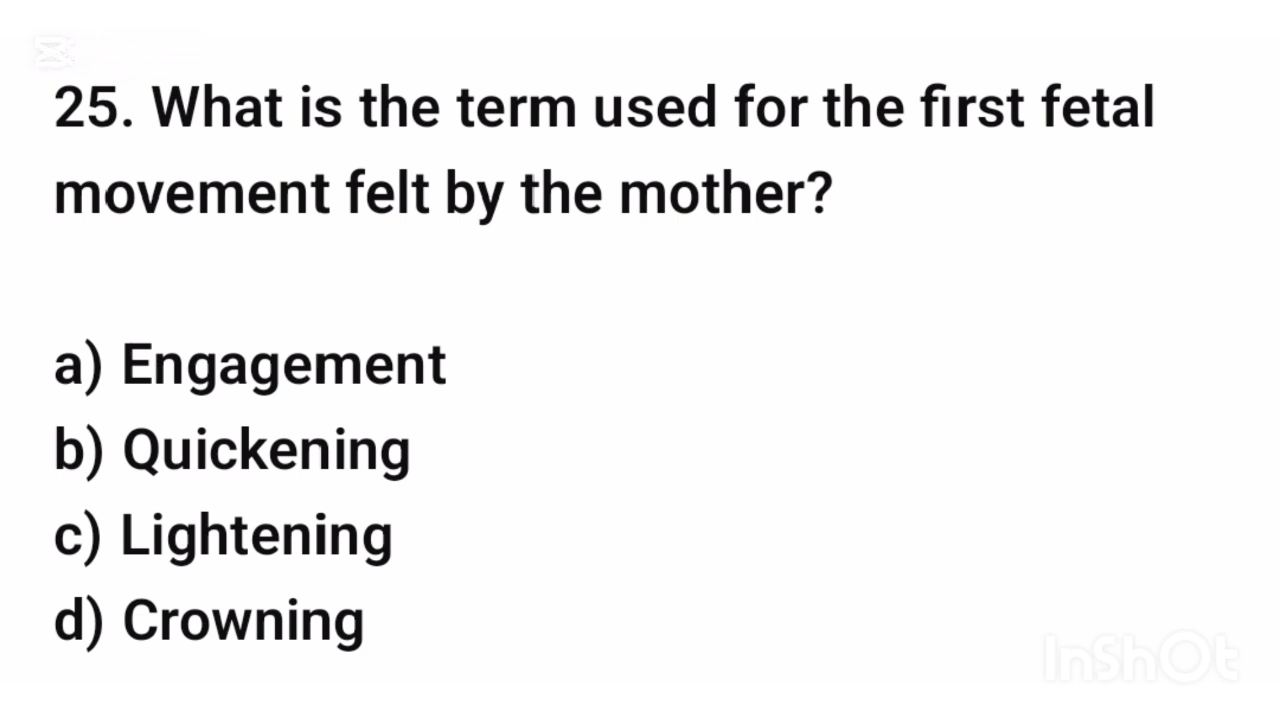 25. What is the term used for the first fetal
movement felt by the mother?
a) Engagement
b) Quickening
c) Lightening
d) Crowning
InShOt